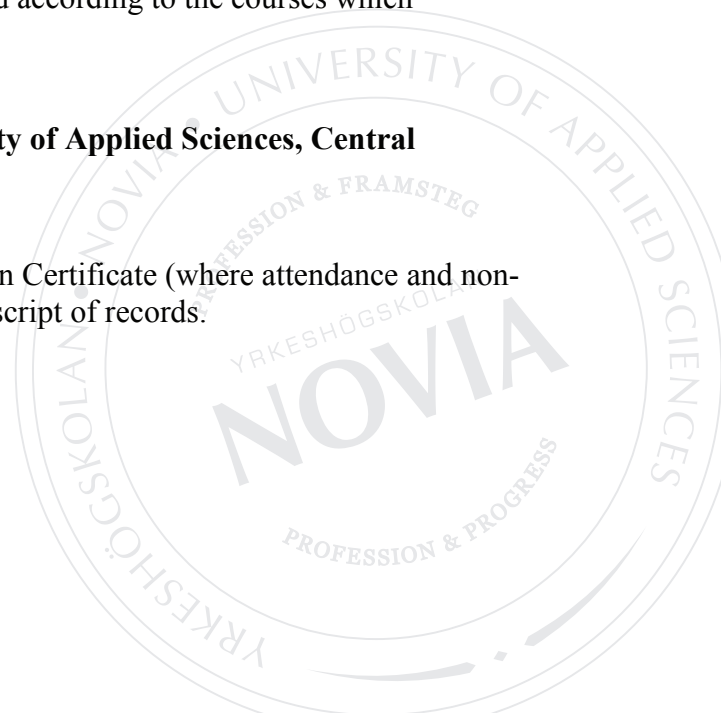 according to the courses which
ty of Applied Sciences, Central
n Certificate (where attendance and non-
script of records.
YRKESHÖGSKOLAN • NOVIA • UNIVERSITY OF APPLIED SCIENCES
PROFESSION & FRAMSTEG
YRKESHÖGSKOLAN
NOVIA
PROFESSION & PROGRESS